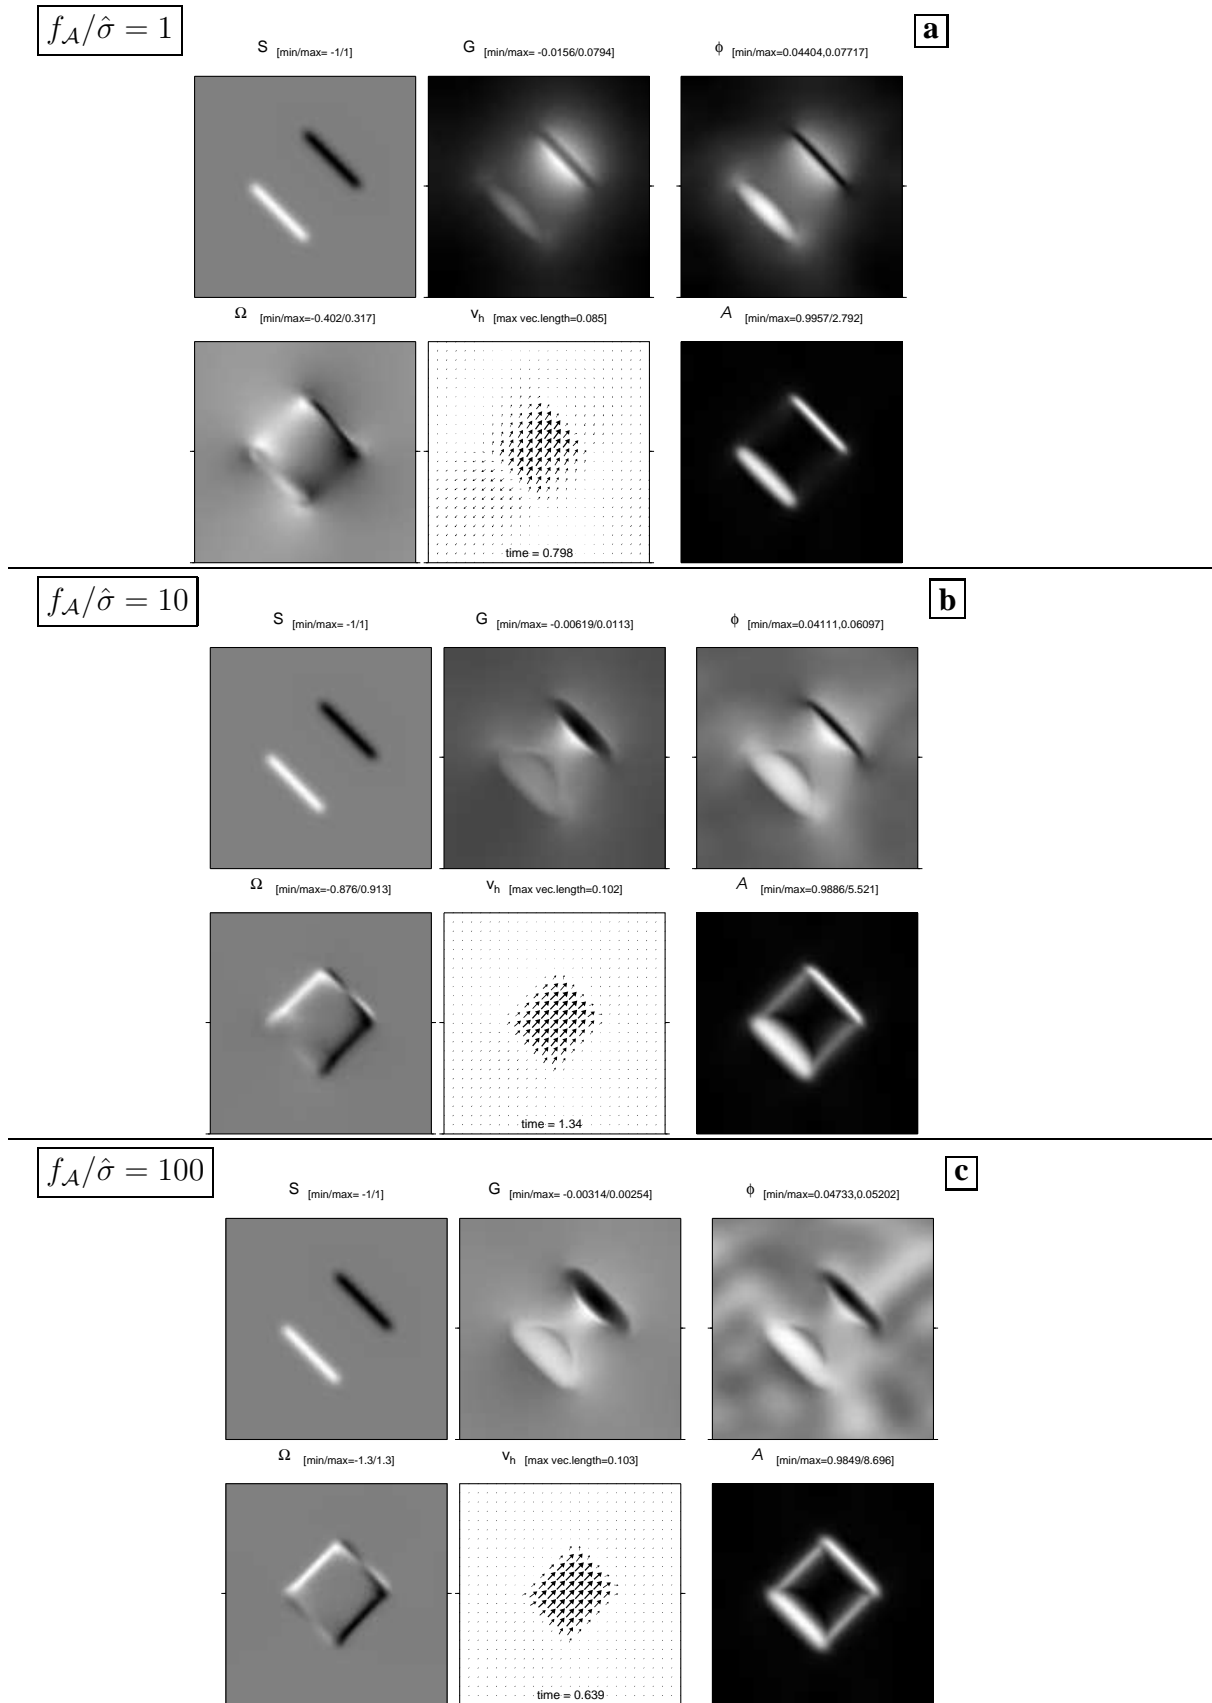 f_A/σ̂ = 1
a
S [min/max= -1/1]
G [min/max= -0.0156/0.0794]
ϕ [min/max=0.04404,0.07717]
Ω [min/max=-0.402/0.317]
v_h [max vec.length=0.085]
A [min/max=0.9957/2.792]
time = 0.798
f_A/σ̂ = 10
b
S [min/max= -1/1]
G [min/max= -0.00619/0.0113]
ϕ [min/max=0.04111,0.06097]
Ω [min/max=-0.876/0.913]
v_h [max vec.length=0.102]
A [min/max=0.9886/5.521]
time = 1.34
f_A/σ̂ = 100
c
S [min/max= -1/1]
G [min/max= -0.00314/0.00254]
ϕ [min/max=0.04733,0.05202]
Ω [min/max=-1.3/1.3]
v_h [max vec.length=0.103]
A [min/max=0.9849/8.696]
time = 0.639